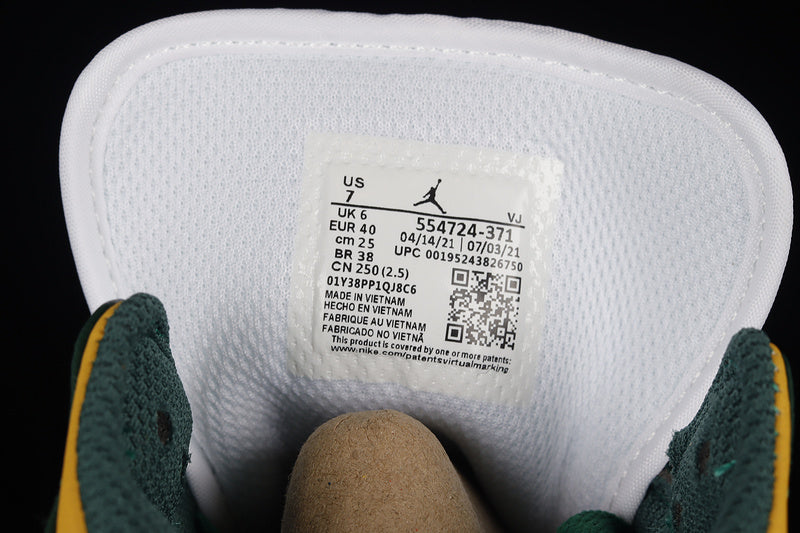 US
7
VJ
UK 6
554724-371
EUR 40
04/14/21 | 07/03/21
cm 25
UPC 00195243826750
BR 38
CN 250 (2.5)
01Y38PP1QJ8C6
MADE IN VIETNAM
HECHO EN VIETNAM
FABRIQUE AU VIETNAM
FABRICADO NO VIETNÃ
This product is covered by one or more patents:
www.nike.com/patentsvirtualmarking